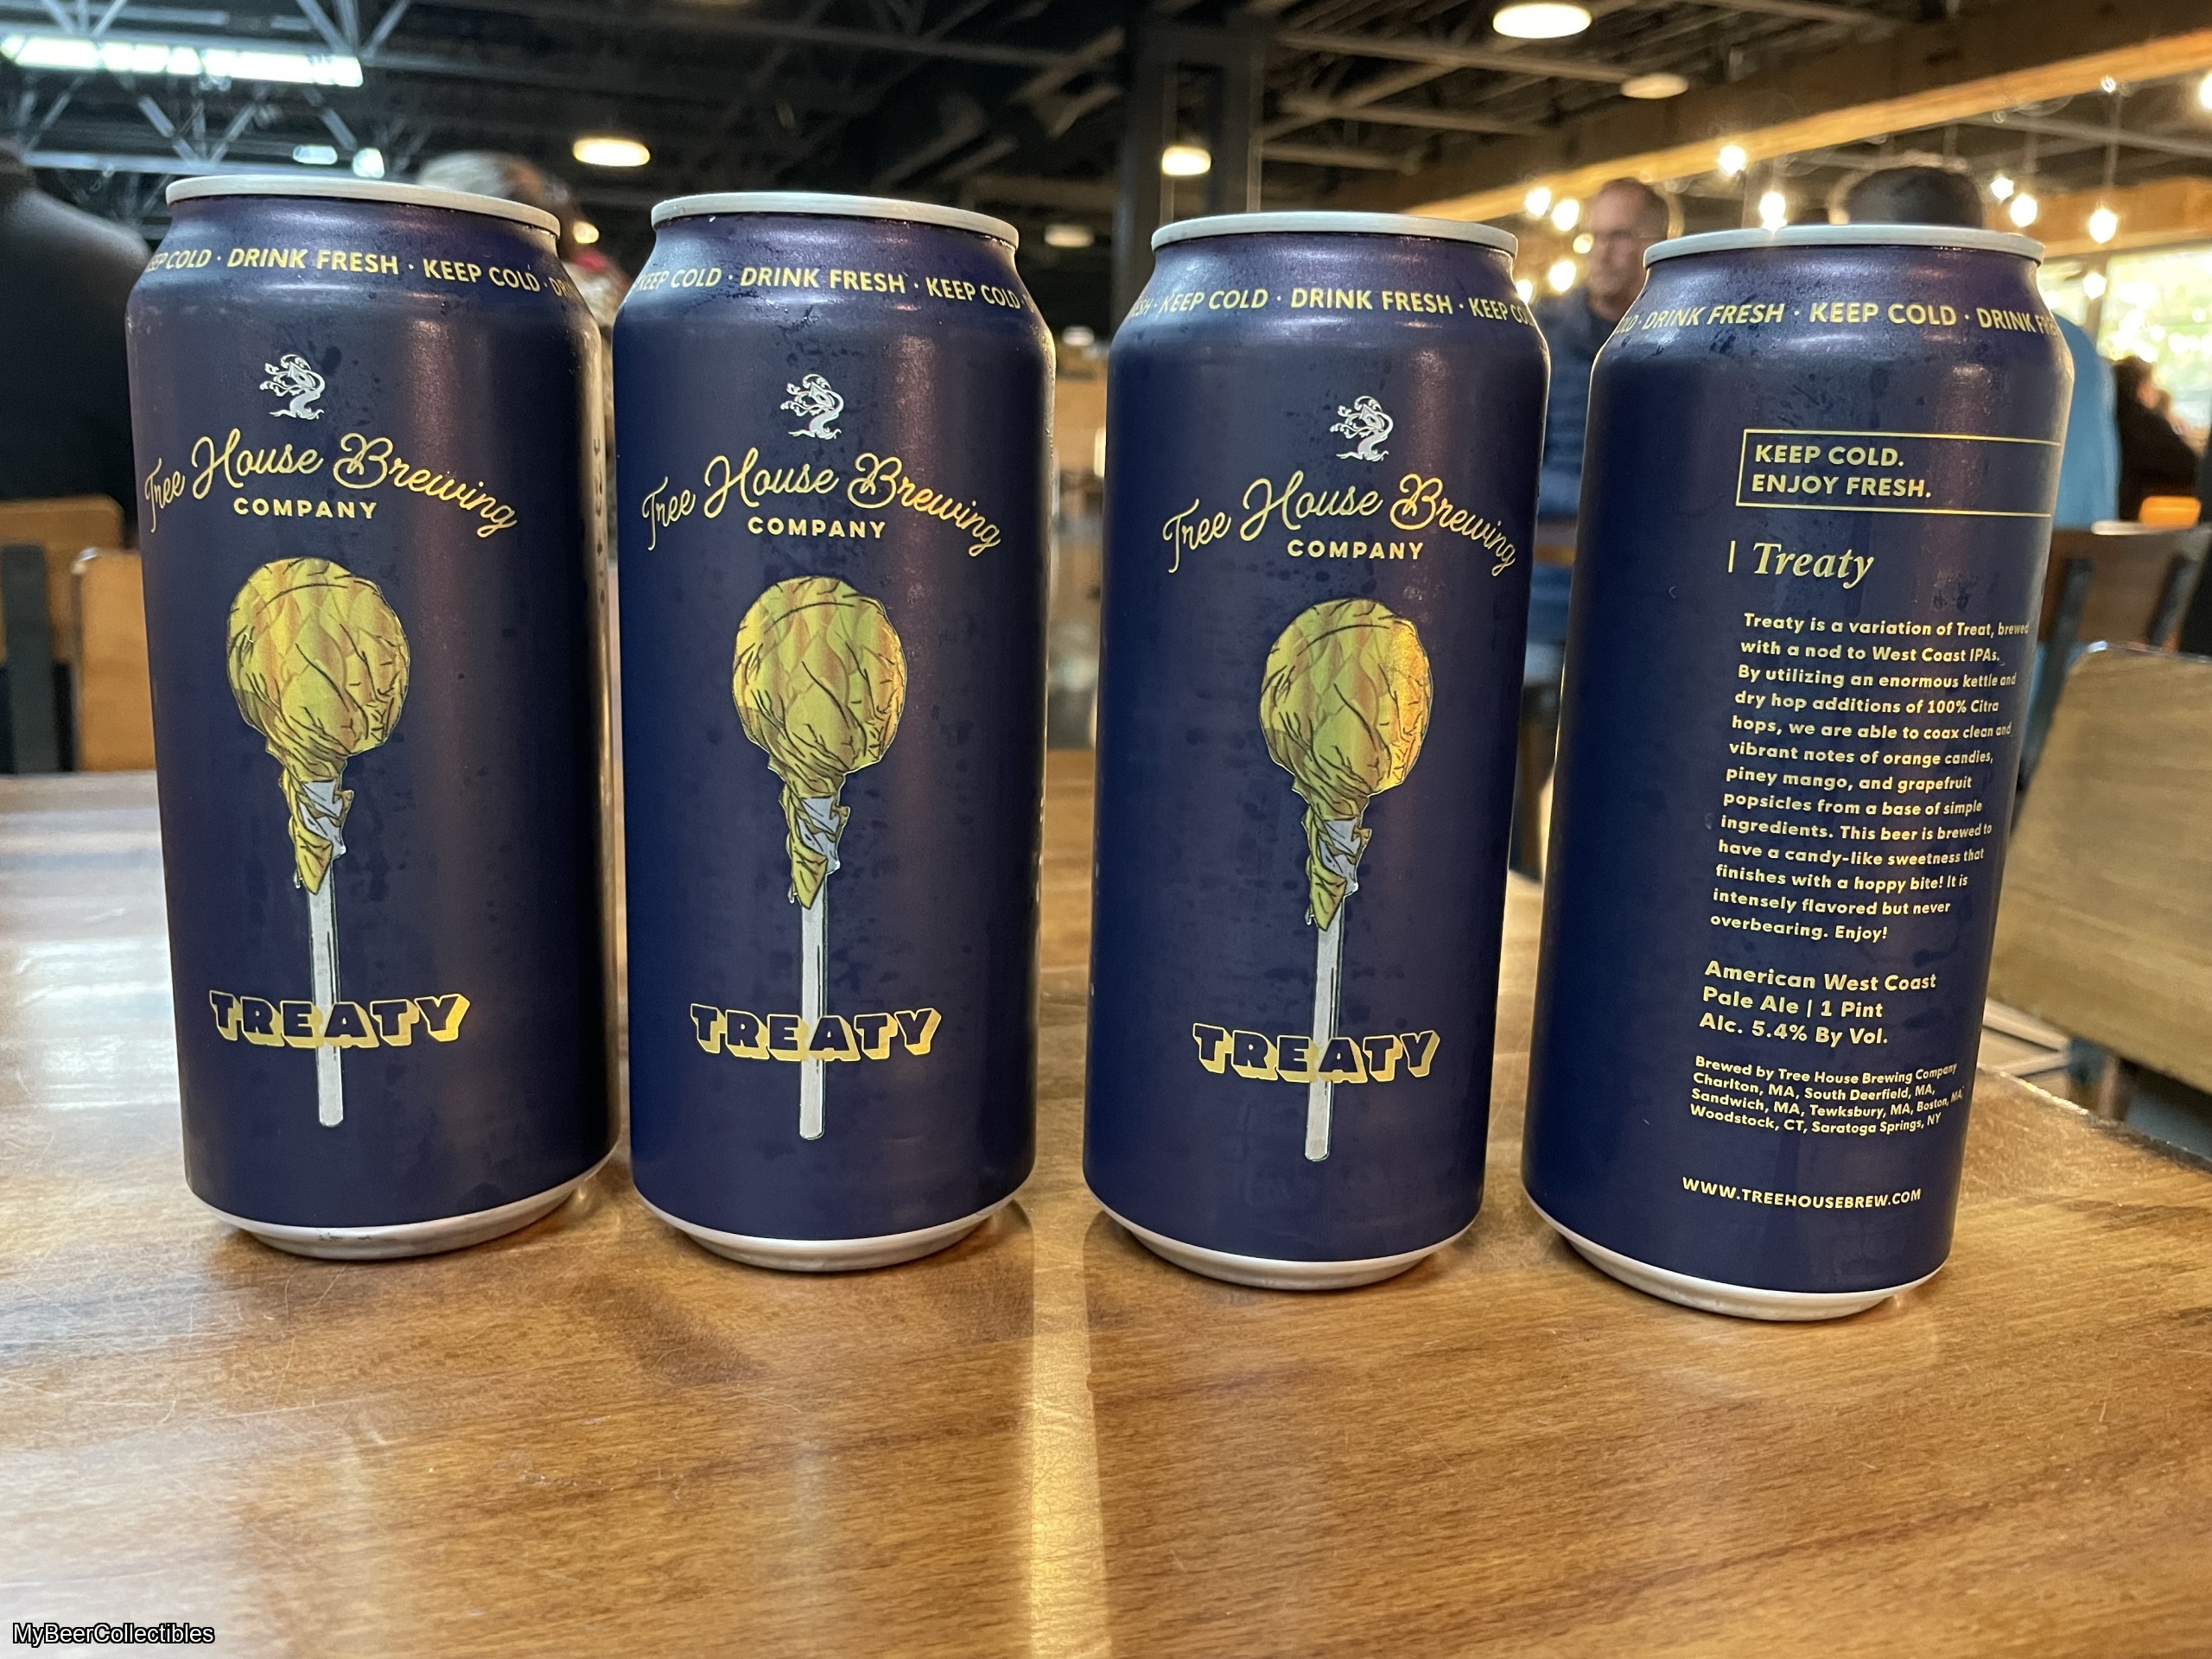 EEP COLD · DRINK FRESH · KEEP COLD · DRIN
Tree House Brewing
COMPANY
TREATY
KEEP COLD · DRINK FRESH · KEEP COLD ·
Tree House Brewing
COMPANY
TREATY
ESH · KEEP COLD · DRINK FRESH · KEEP CO
Tree House Brewing
COMPANY
TREATY
LD · DRINK FRESH · KEEP COLD · DRINK FRE
KEEP COLD.
ENJOY FRESH.
| Treaty
Treaty is a variation of Treat, brewed
with a nod to West Coast IPAs.
By utilizing an enormous kettle and
dry hop additions of 100% Citra
hops, we are able to coax clean and
vibrant notes of orange candies,
piney mango, and grapefruit
popsicles from a base of simple
ingredients. This beer is brewed to
have a candy-like sweetness that
finishes with a hoppy bite! It is
intensely flavored but never
overbearing. Enjoy!
American West Coast
Pale Ale | 1 Pint
Alc. 5.4% By Vol.
Brewed by Tree House Brewing Company
Charlton, MA, South Deerfield, MA,
Sandwich, MA, Tewksbury, MA, Boston, MA,
Woodstock, CT, Saratoga Springs, NY
WWW.TREEHOUSEBREW.COM
MyBeerCollectibles